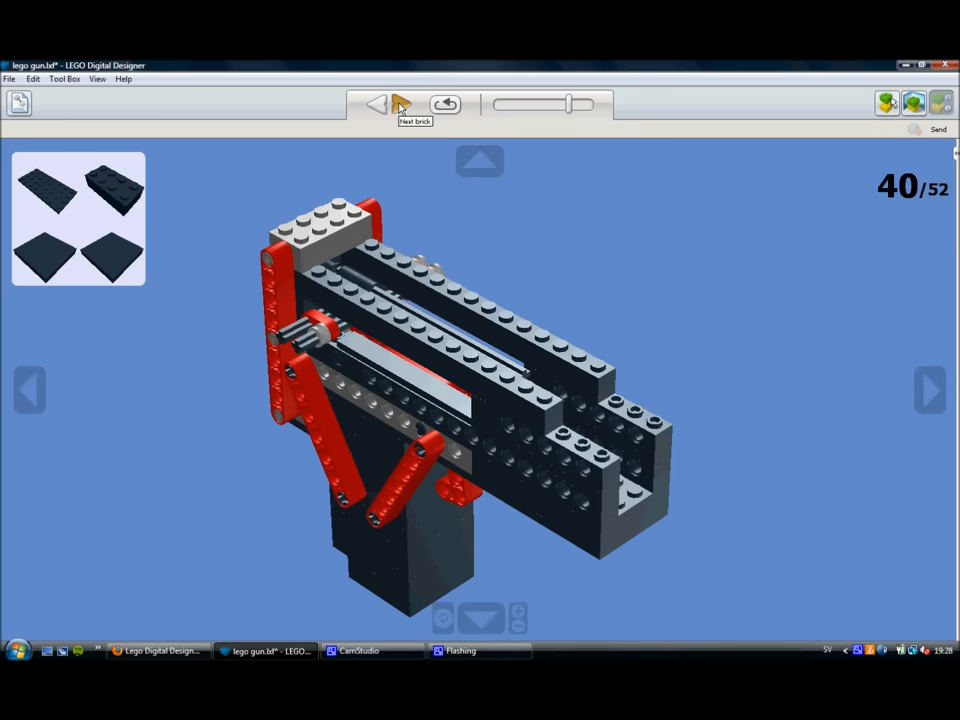 lego gun.lxf* - LEGO Digital Designer
File Edit Tool Box View Help
Next brick
Send
40/52
Lego Digital Design...
lego gun.lxf* - LEGO...
CamStudio
Flashing
SV
19:28